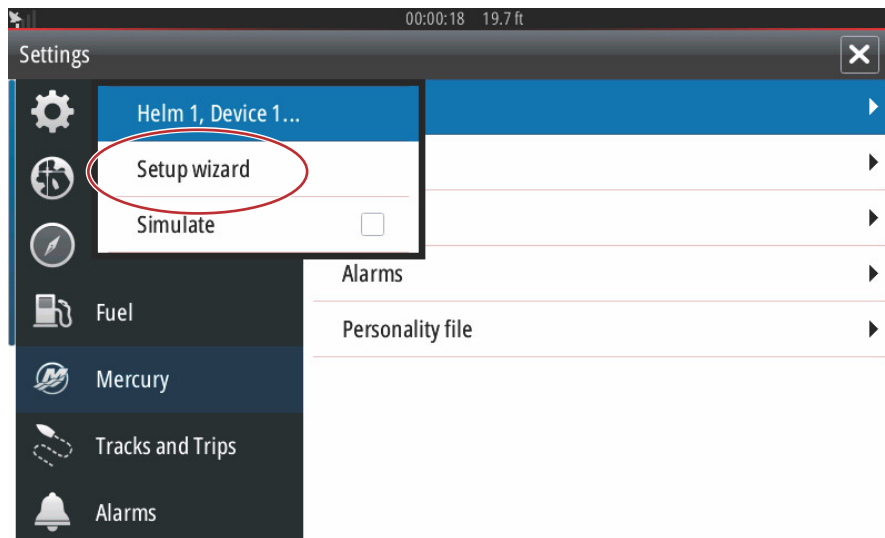 00:00:18 19.7 ft
Settings
Helm 1, Device 1...
Setup wizard
Simulate
Alarms
Fuel
Personality file
Mercury
Tracks and Trips
Alarms